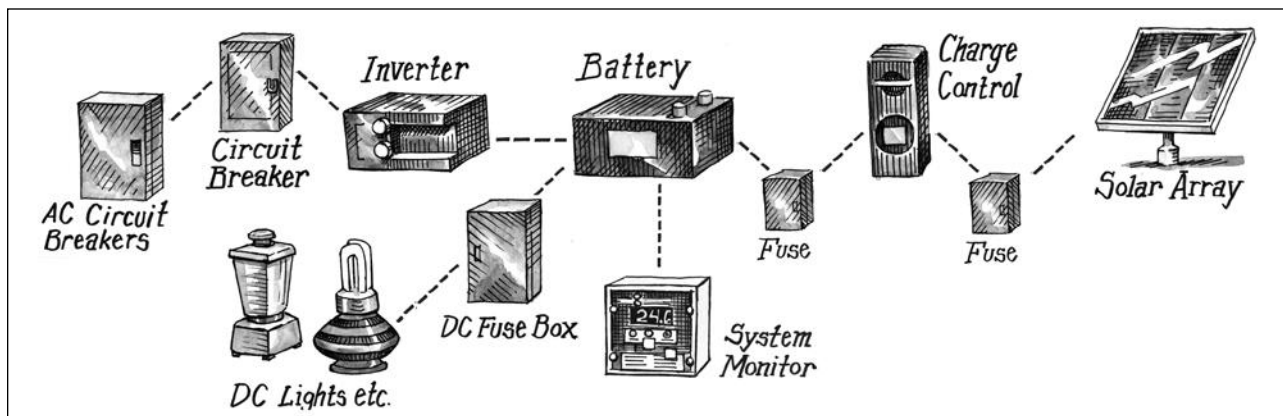 Inverter
Battery
Charge
Control
Circuit
Breaker
Solar Array
AC Circuit
Breakers
Fuse
Fuse
DC Fuse Box
24.6
System
Monitor
DC Lights etc.